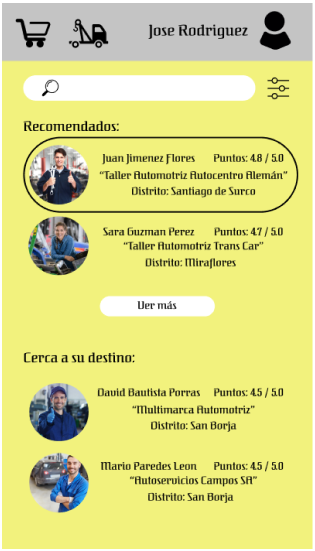 Jose Rodriguez
Recomendados:
Juan Jimenez Flores Puntos: 4.8 / 5.0
“Taller Automotriz Autocentro Alemán”
Distrito: Santiago de Surco
Sara Guzman Perez Puntos: 4.7 / 5.0
“Taller Automotriz Trans Car”
Distrito: Miraflores
Ver más
Cerca a su destino:
David Bautista Porras Puntos: 4.5 / 5.0
“Multimarca Automotriz”
Distrito: San Borja
Mario Paredes Leon Puntos: 4.5 / 5.0
“Autoservicios Campos SA”
Distrito: San Borja